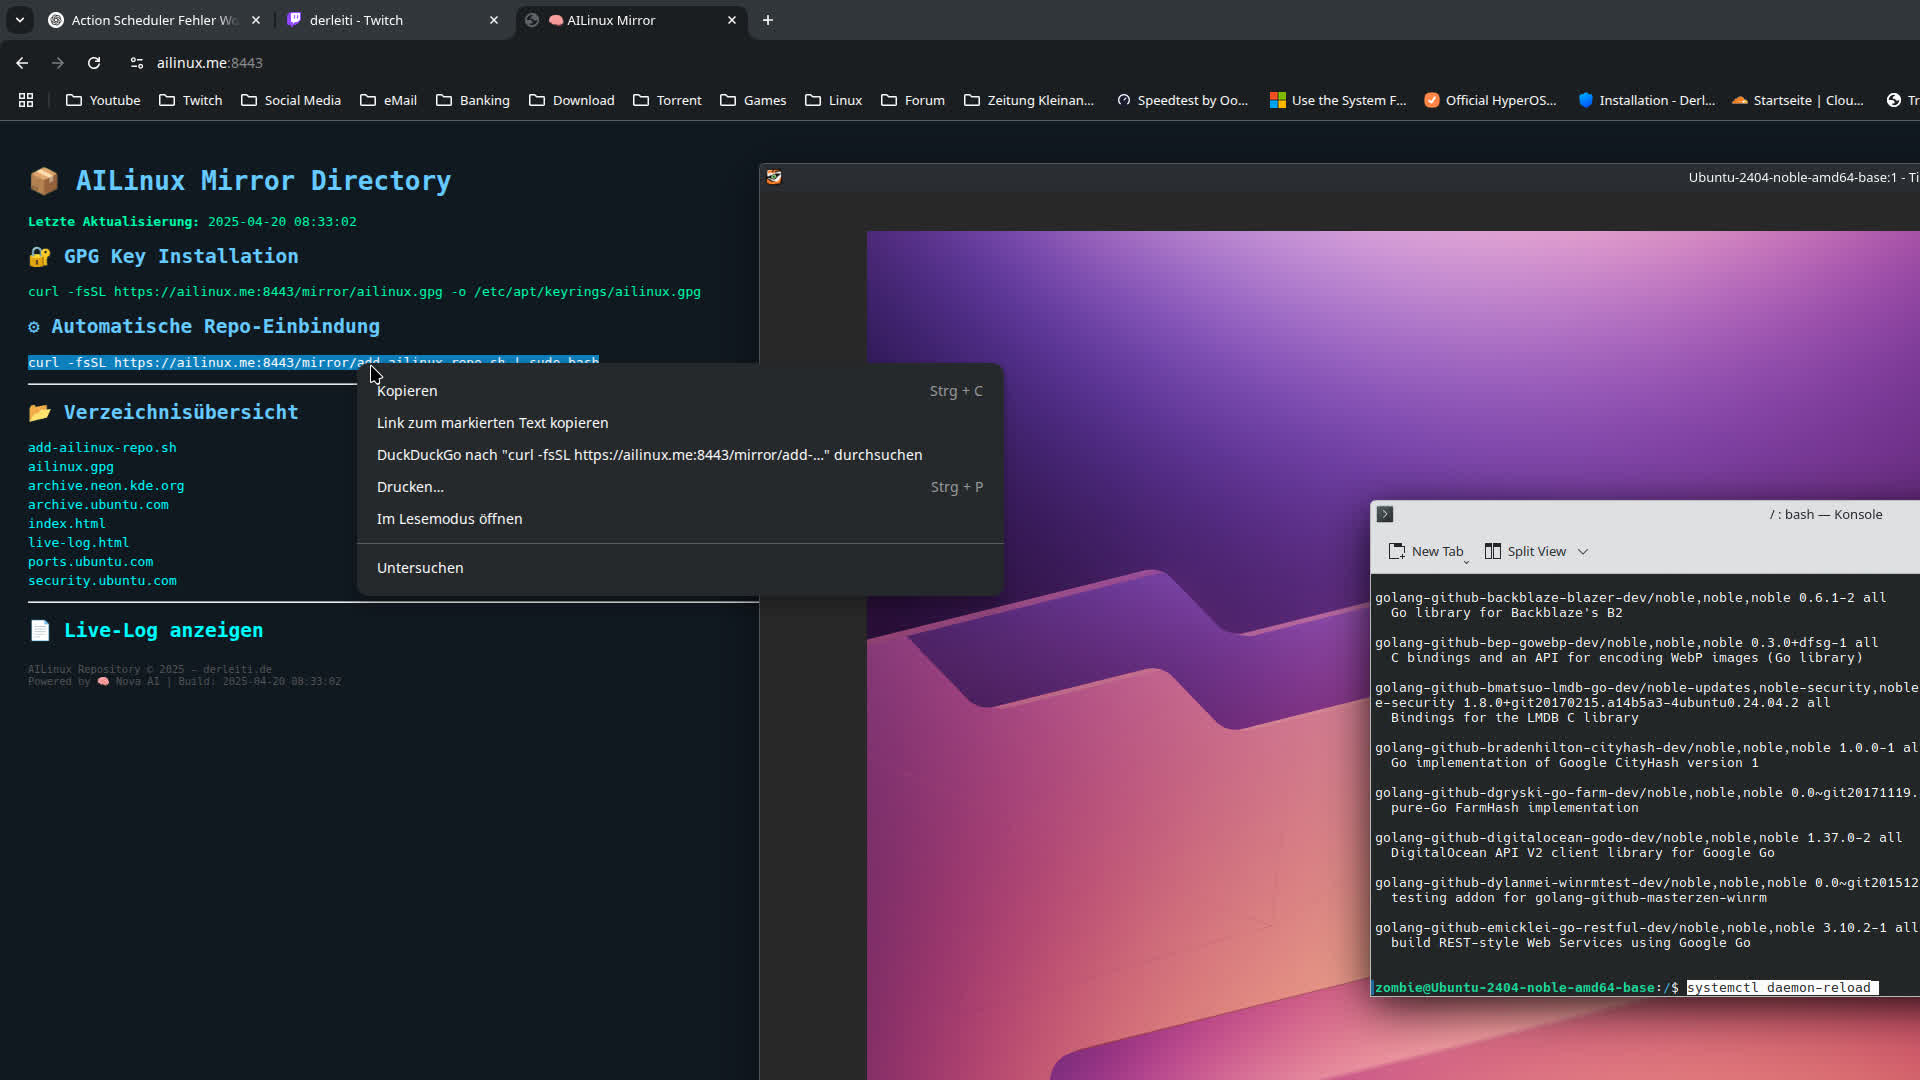 Action Scheduler Fehler Wo
derleiti - Twitch
AILinux Mirror
ailinux.me:8443
Youtube
Twitch
Social Media
eMail
Banking
Download
Torrent
Games
Linux
Forum
Zeitung Kleinan...
Speedtest by Oo...
Use the System F...
Official HyperOS...
Installation - Derl...
Startseite | Clou...
Tr
AILinux Mirror Directory
Letzte Aktualisierung: 2025-04-20 08:33:02
GPG Key Installation
curl -fsSL https://ailinux.me:8443/mirror/ailinux.gpg -o /etc/apt/keyrings/ailinux.gpg
Automatische Repo-Einbindung
curl -fsSL https://ailinux.me:8443/mirror/add-ailinux-repo.sh | sudo bash
Verzeichnisübersicht
add-ailinux-repo.sh
ailinux.gpg
archive.neon.kde.org
archive.ubuntu.com
index.html
live-log.html
ports.ubuntu.com
security.ubuntu.com
Live-Log anzeigen
AILinux Repository © 2025 - derleiti.de
Powered by Nova AI | Build: 2025-04-20 08:33:02
Kopieren Strg + C
Link zum markierten Text kopieren
DuckDuckGo nach "curl -fsSL https://ailinux.me:8443/mirror/add-..." durchsuchen
Drucken... Strg + P
Im Lesemodus öffnen
Untersuchen
Ubuntu-2404-noble-amd64-base:1 - Ti
/ : bash — Konsole
New Tab
Split View
golang-github-backblaze-blazer-dev/noble,noble,noble 0.6.1-2 all
Go library for Backblaze's B2
golang-github-bep-gowebp-dev/noble,noble,noble 0.3.0+dfsg-1 all
C bindings and an API for encoding WebP images (Go library)
golang-github-bmatsuo-lmdb-go-dev/noble-updates,noble-security,noble
e-security 1.8.0+git20170215.a14b5a3-4ubuntu0.24.04.2 all
Bindings for the LMDB C library
golang-github-bradenhilton-cityhash-dev/noble,noble,noble 1.0.0-1 al
Go implementation of Google CityHash version 1
golang-github-dgryski-go-farm-dev/noble,noble,noble 0.0~git20171119.
pure-Go FarmHash implementation
golang-github-digitalocean-godo-dev/noble,noble,noble 1.37.0-2 all
DigitalOcean API V2 client library for Google Go
golang-github-dylanmei-winrmtest-dev/noble,noble,noble 0.0~git201512
testing addon for golang-github-masterzen-winrm
golang-github-emicklei-go-restful-dev/noble,noble,noble 3.10.2-1 all
build REST-style Web Services using Google Go
zombie@Ubuntu-2404-noble-amd64-base:/$ systemctl daemon-reload